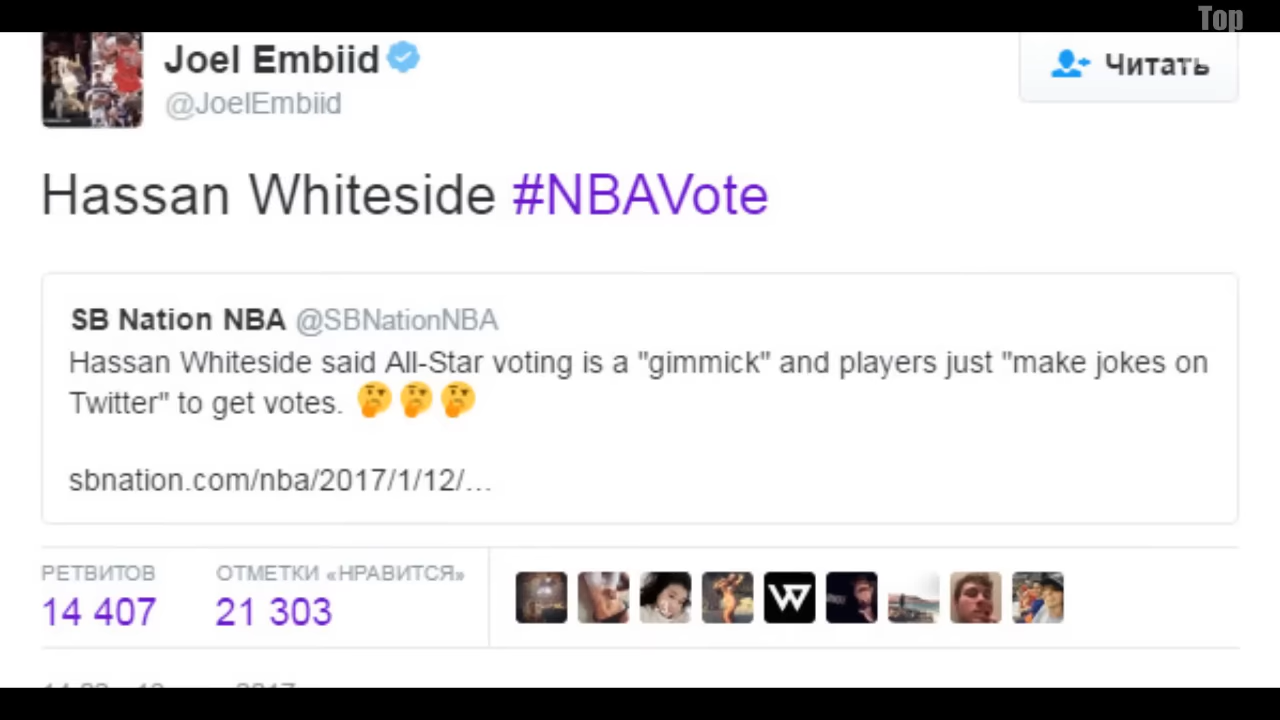 Top
Joel Embiid
Читать
@JoelEmbiid
Hassan Whiteside #NBAVote
SB Nation NBA @SBNationNBA
Hassan Whiteside said All-Star voting is a "gimmick" and players just "make jokes on
Twitter" to get votes. 🤔🤔🤔
sbnation.com/nba/2017/1/12/...
РЕТВИТОВ ОТМЕТКИ «НРАВИТСЯ»
14 407 21 303
W